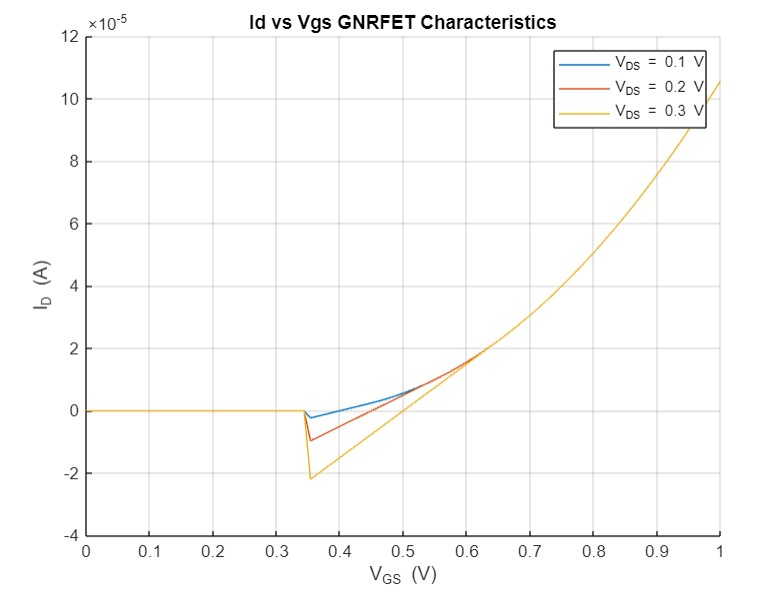 Id vs Vgs GNRFET Characteristics
×10⁻⁵
12
10
8
6
4
2
0
-2
-4
I_D (A)
V_DS = 0.1 V
V_DS = 0.2 V
V_DS = 0.3 V
0 0.1 0.2 0.3 0.4 0.5 0.6 0.7 0.8 0.9 1
V_GS (V)